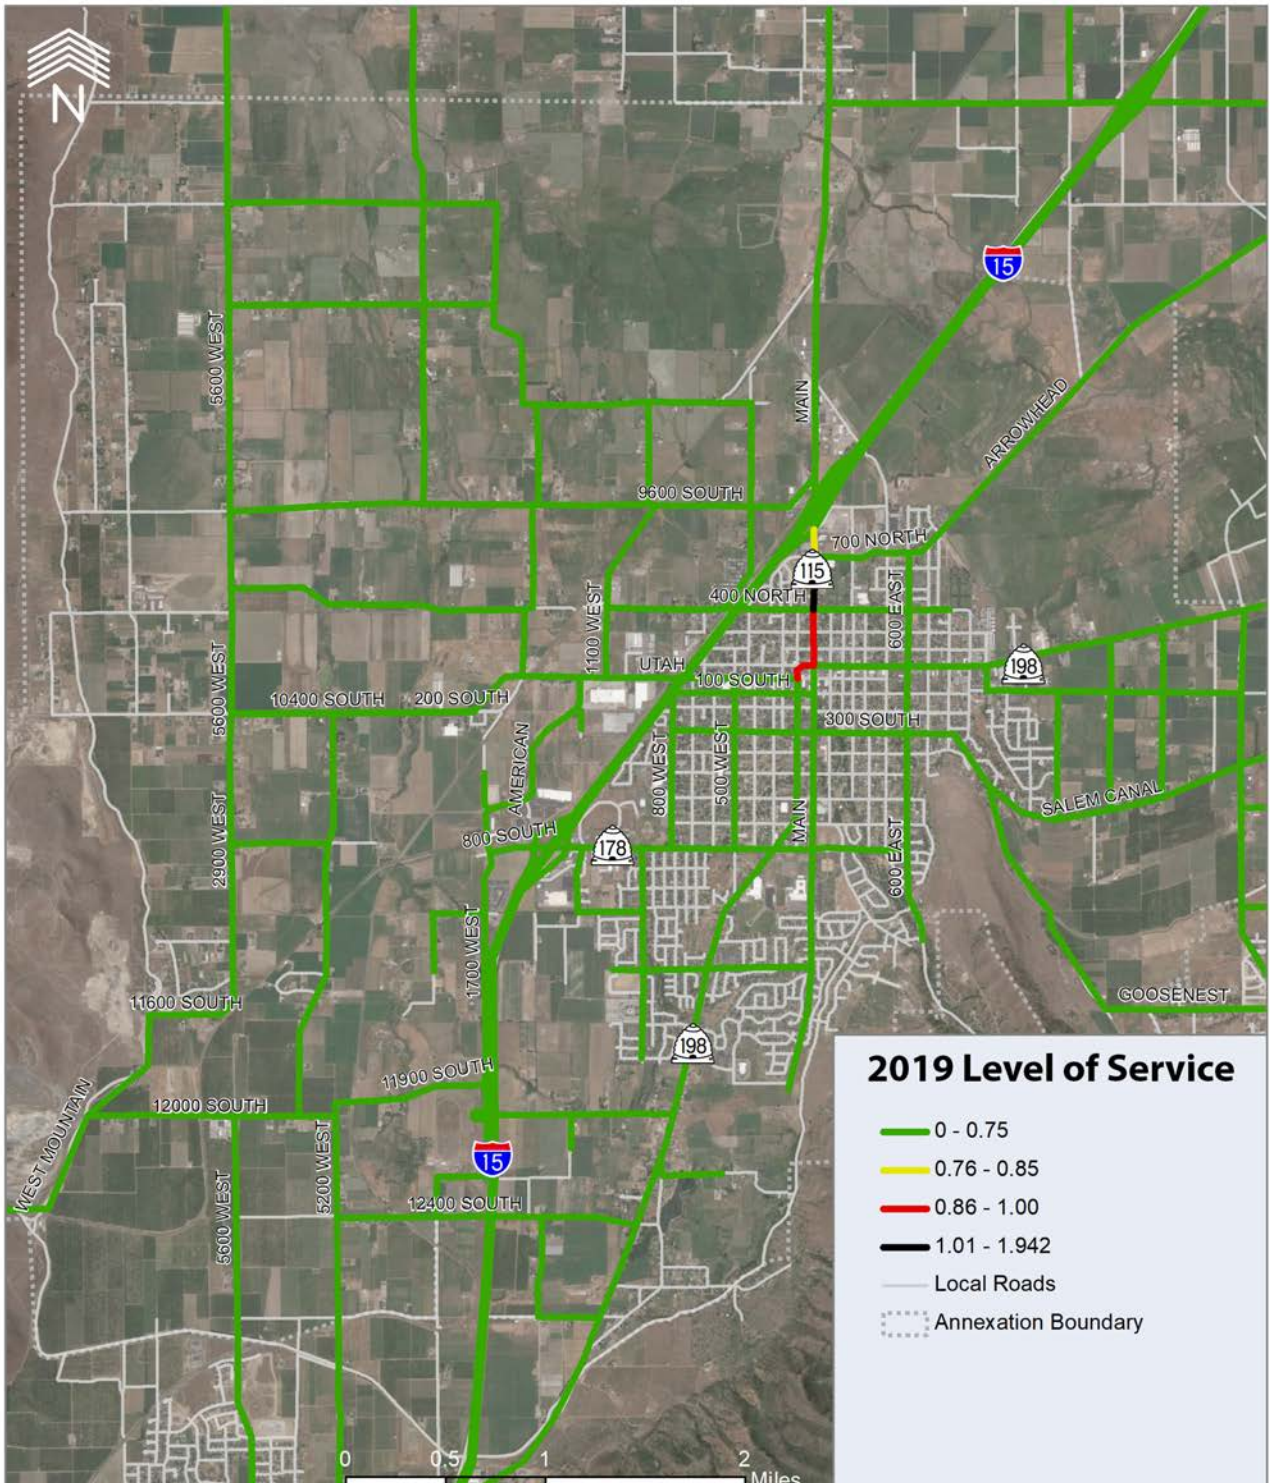 N
15
5600 WEST
MAIN
ARROWHEAD
9600 SOUTH
700 NORTH
115
400 NORTH
1100 WEST
600 EAST
UTAH
198
100 SOUTH
5600 WEST
10400 SOUTH
200 SOUTH
300 SOUTH
AMERICAN
800 WEST
500 WEST
SALEM CANAL
MAIN
800 SOUTH
178
2900 WEST
600 EAST
1700 WEST
11600 SOUTH
GOOSENEST
198
11900 SOUTH
12000 SOUTH
WEST MOUNTAIN
5200 WEST
15
5600 WEST
12400 SOUTH
2019 Level of Service
0 - 0.75
0.76 - 0.85
0.86 - 1.00
1.01 - 1.942
Local Roads
Annexation Boundary
0 0.5 1 2
Miles